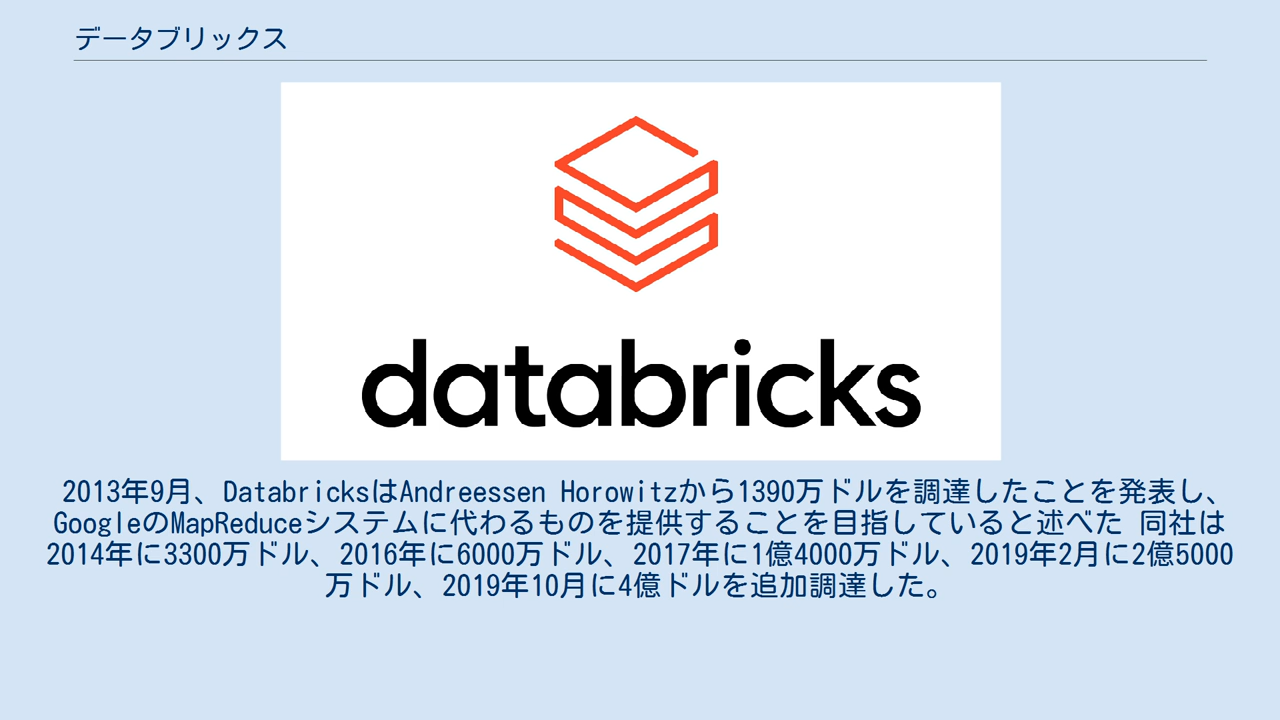 データブリックス
databricks
2013年9月、DatabricksはAndreessen Horowitzから1390万ドルを調達したことを発表し、
GoogleのMapReduceシステムに代わるものを提供することを目指していると述べた 同社は
2014年に3300万ドル、2016年に6000万ドル、2017年に1億4000万ドル、2019年2月に2億5000
万ドル、2019年10月に4億ドルを追加調達した。